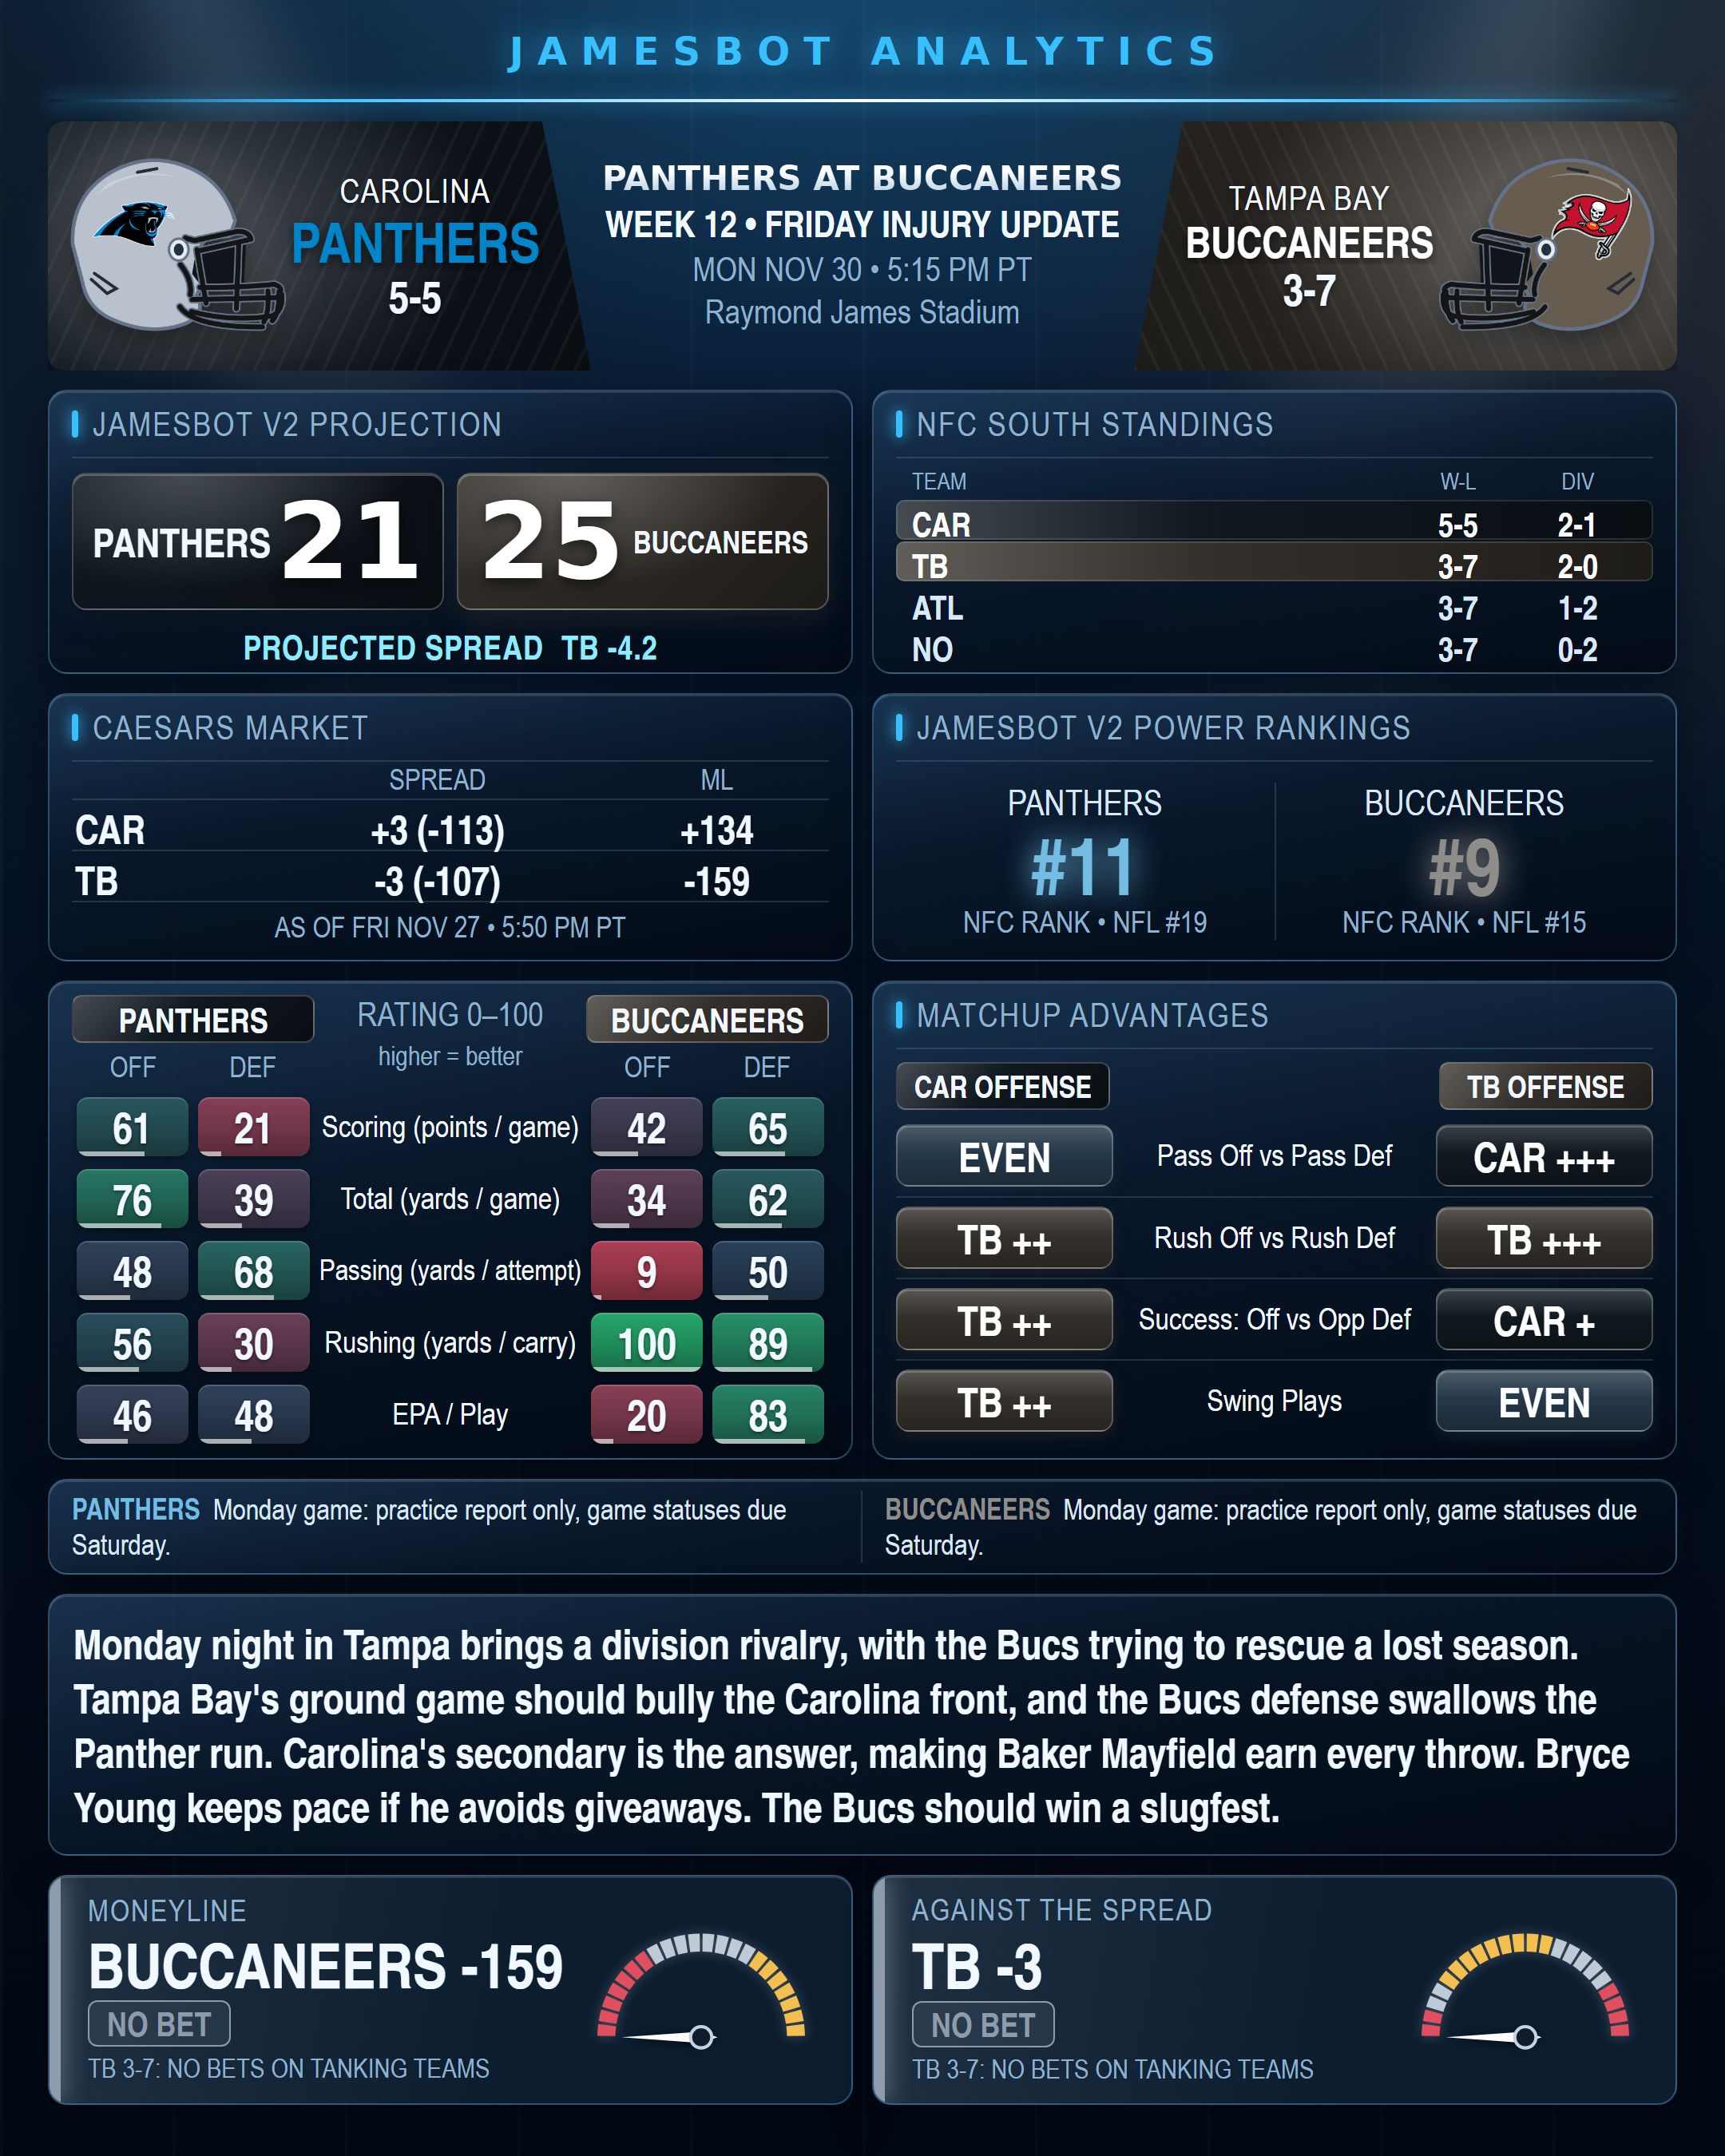 JAMESBOT ANALYTICS
CAROLINA
PANTHERS
5-5
PANTHERS AT BUCCANEERS
WEEK 12 • FRIDAY INJURY UPDATE
MON NOV 30 • 5:15 PM PT
Raymond James Stadium
TAMPA BAY
BUCCANEERS
3-7
JAMESBOT V2 PROJECTION
PANTHERS 21
25 BUCCANEERS
PROJECTED SPREAD TB -4.2
NFC SOUTH STANDINGS
TEAM W-L DIV
CAR 5-5 2-1
TB 3-7 2-0
ATL 3-7 1-2
NO 3-7 0-2
CAESARS MARKET
SPREAD ML
CAR +3 (-113) +134
TB -3 (-107) -159
AS OF FRI NOV 27 • 5:50 PM PT
JAMESBOT V2 POWER RANKINGS
PANTHERS
#11
NFC RANK • NFL #19
BUCCANEERS
#9
NFC RANK • NFL #15
PANTHERS RATING 0–100 BUCCANEERS
OFF DEF higher = better OFF DEF
61 21 Scoring (points / game) 42 65
76 39 Total (yards / game) 34 62
48 68 Passing (yards / attempt) 9 50
56 30 Rushing (yards / carry) 100 89
46 48 EPA / Play 20 83
MATCHUP ADVANTAGES
CAR OFFENSE TB OFFENSE
EVEN Pass Off vs Pass Def CAR +++
TB ++ Rush Off vs Rush Def TB +++
TB ++ Success: Off vs Opp Def CAR +
TB ++ Swing Plays EVEN
PANTHERS Monday game: practice report only, game statuses due
Saturday.
BUCCANEERS Monday game: practice report only, game statuses due
Saturday.
Monday night in Tampa brings a division rivalry, with the Bucs trying to rescue a lost season.
Tampa Bay's ground game should bully the Carolina front, and the Bucs defense swallows the
Panther run. Carolina's secondary is the answer, making Baker Mayfield earn every throw. Bryce
Young keeps pace if he avoids giveaways. The Bucs should win a slugfest.
MONEYLINE
BUCCANEERS -159
NO BET
TB 3-7: NO BETS ON TANKING TEAMS
AGAINST THE SPREAD
TB -3
NO BET
TB 3-7: NO BETS ON TANKING TEAMS